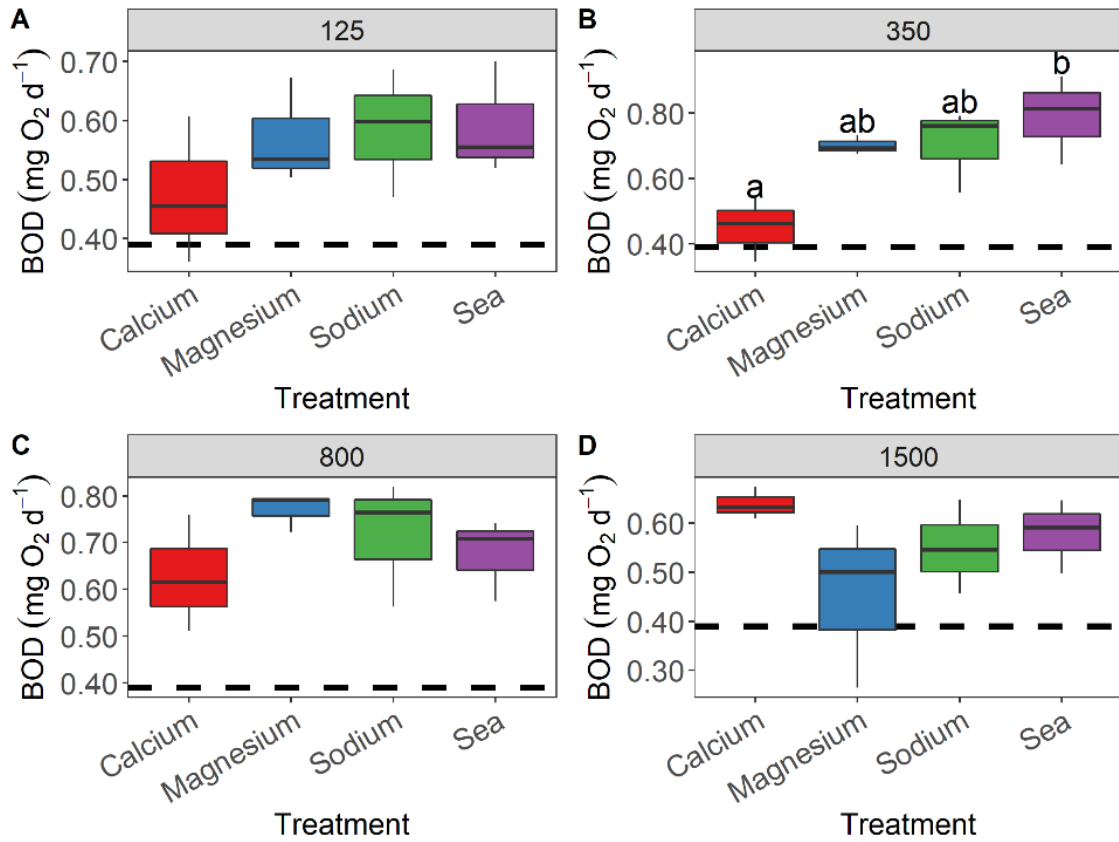 A
125
BOD (mg O₂ d⁻¹)
0.70
0.60
0.50
0.40
Calcium
Magnesium
Sodium
Sea
Treatment
B
350
BOD (mg O₂ d⁻¹)
0.80
0.60
0.40
a
ab
ab
b
Calcium
Magnesium
Sodium
Sea
Treatment
C
800
BOD (mg O₂ d⁻¹)
0.80
0.70
0.60
0.50
0.40
Calcium
Magnesium
Sodium
Sea
Treatment
D
1500
BOD (mg O₂ d⁻¹)
0.60
0.50
0.40
0.30
Calcium
Magnesium
Sodium
Sea
Treatment